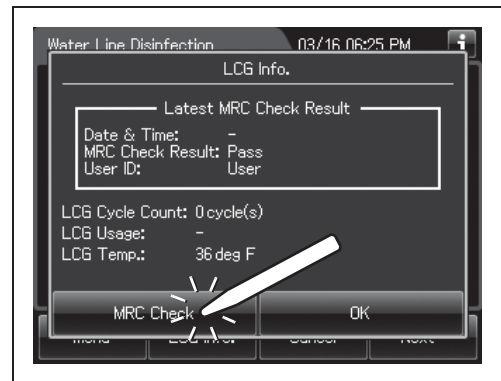 Water Line Disinfection 03/16 06:25 PM i
LCG Info.
Latest MRC Check Result
Date & Time: –
MRC Check Result: Pass
User ID: User
LCG Cycle Count: 0 cycle(s)
LCG Usage: –
LCG Temp.: 36 deg F
MRC Check OK